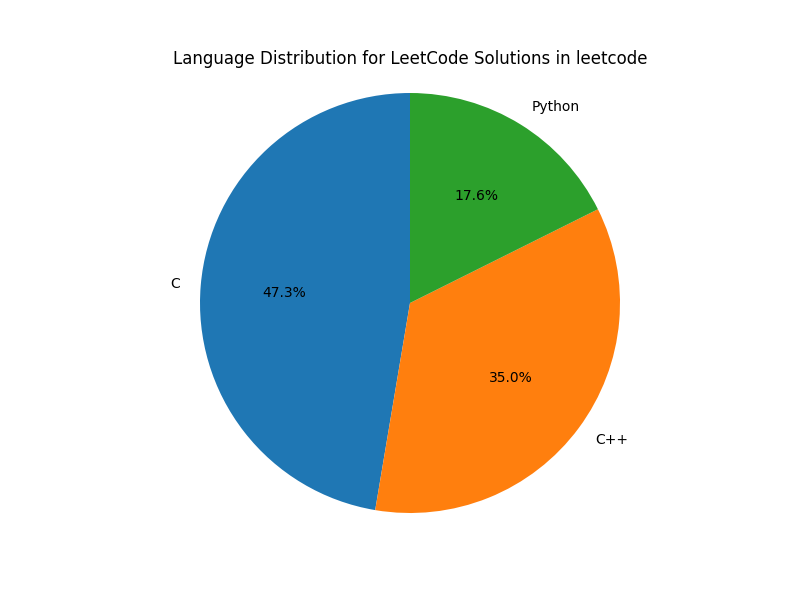 Language Distribution for LeetCode Solutions in leetcode
Python
17.6%
C
47.3%
35.0%
C++